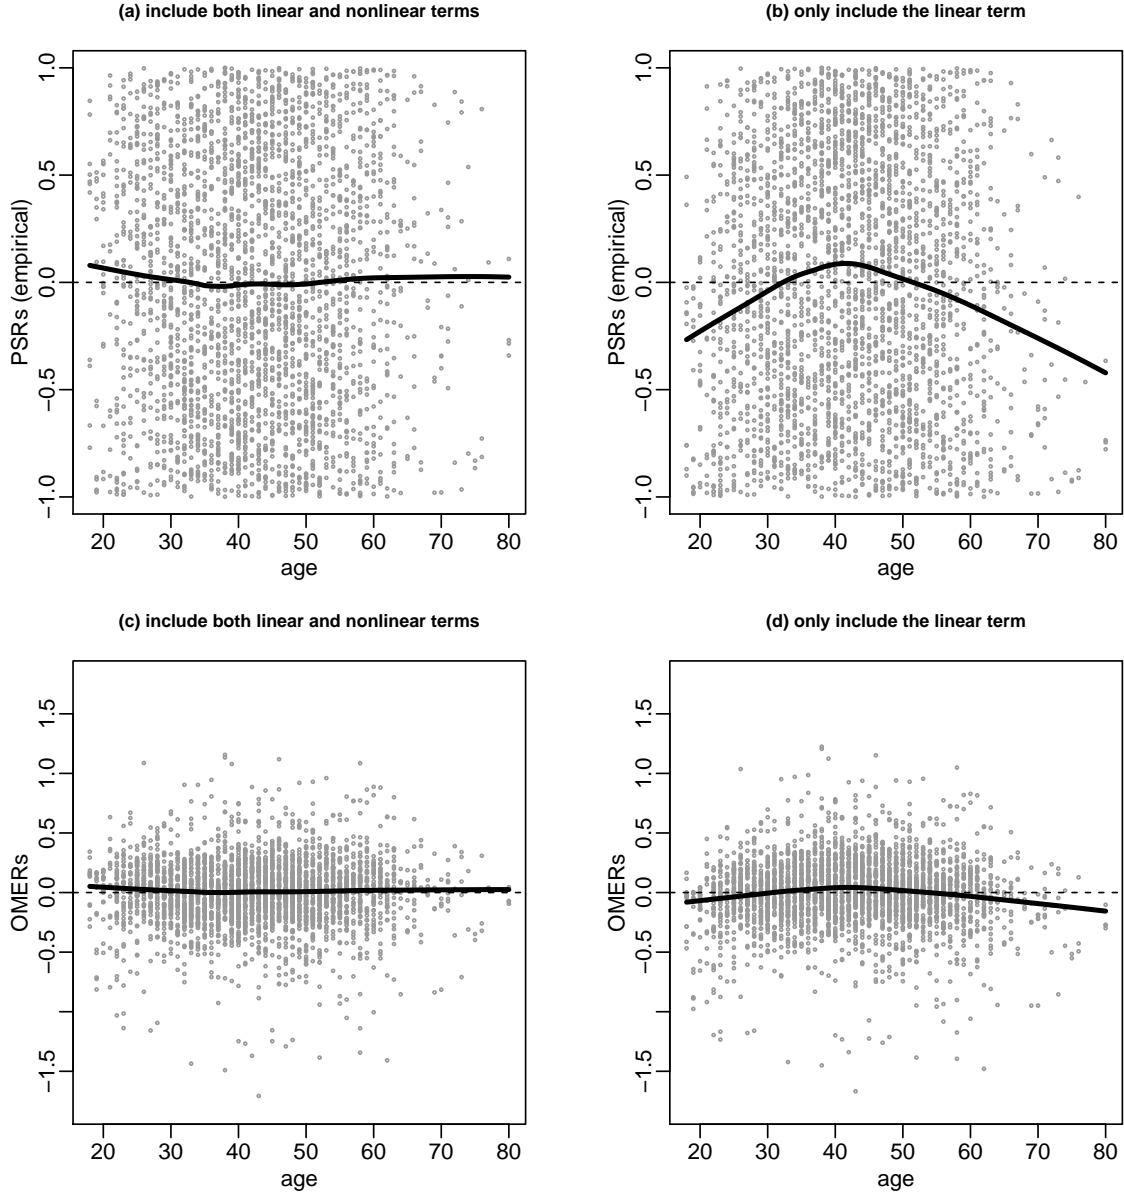 (a) include both linear and nonlinear terms
PSRs (empirical)
1.0
0.5
0.0
−0.5
−1.0
20 30 40 50 60 70 80
age
(b) only include the linear term
PSRs (empirical)
1.0
0.5
0.0
−0.5
−1.0
20 30 40 50 60 70 80
age
(c) include both linear and nonlinear terms
OMERs
1.5
1.0
0.5
0.0
−0.5
−1.5
20 30 40 50 60 70 80
age
(d) only include the linear term
OMERs
1.5
1.0
0.5
0.0
−0.5
−1.5
20 30 40 50 60 70 80
age